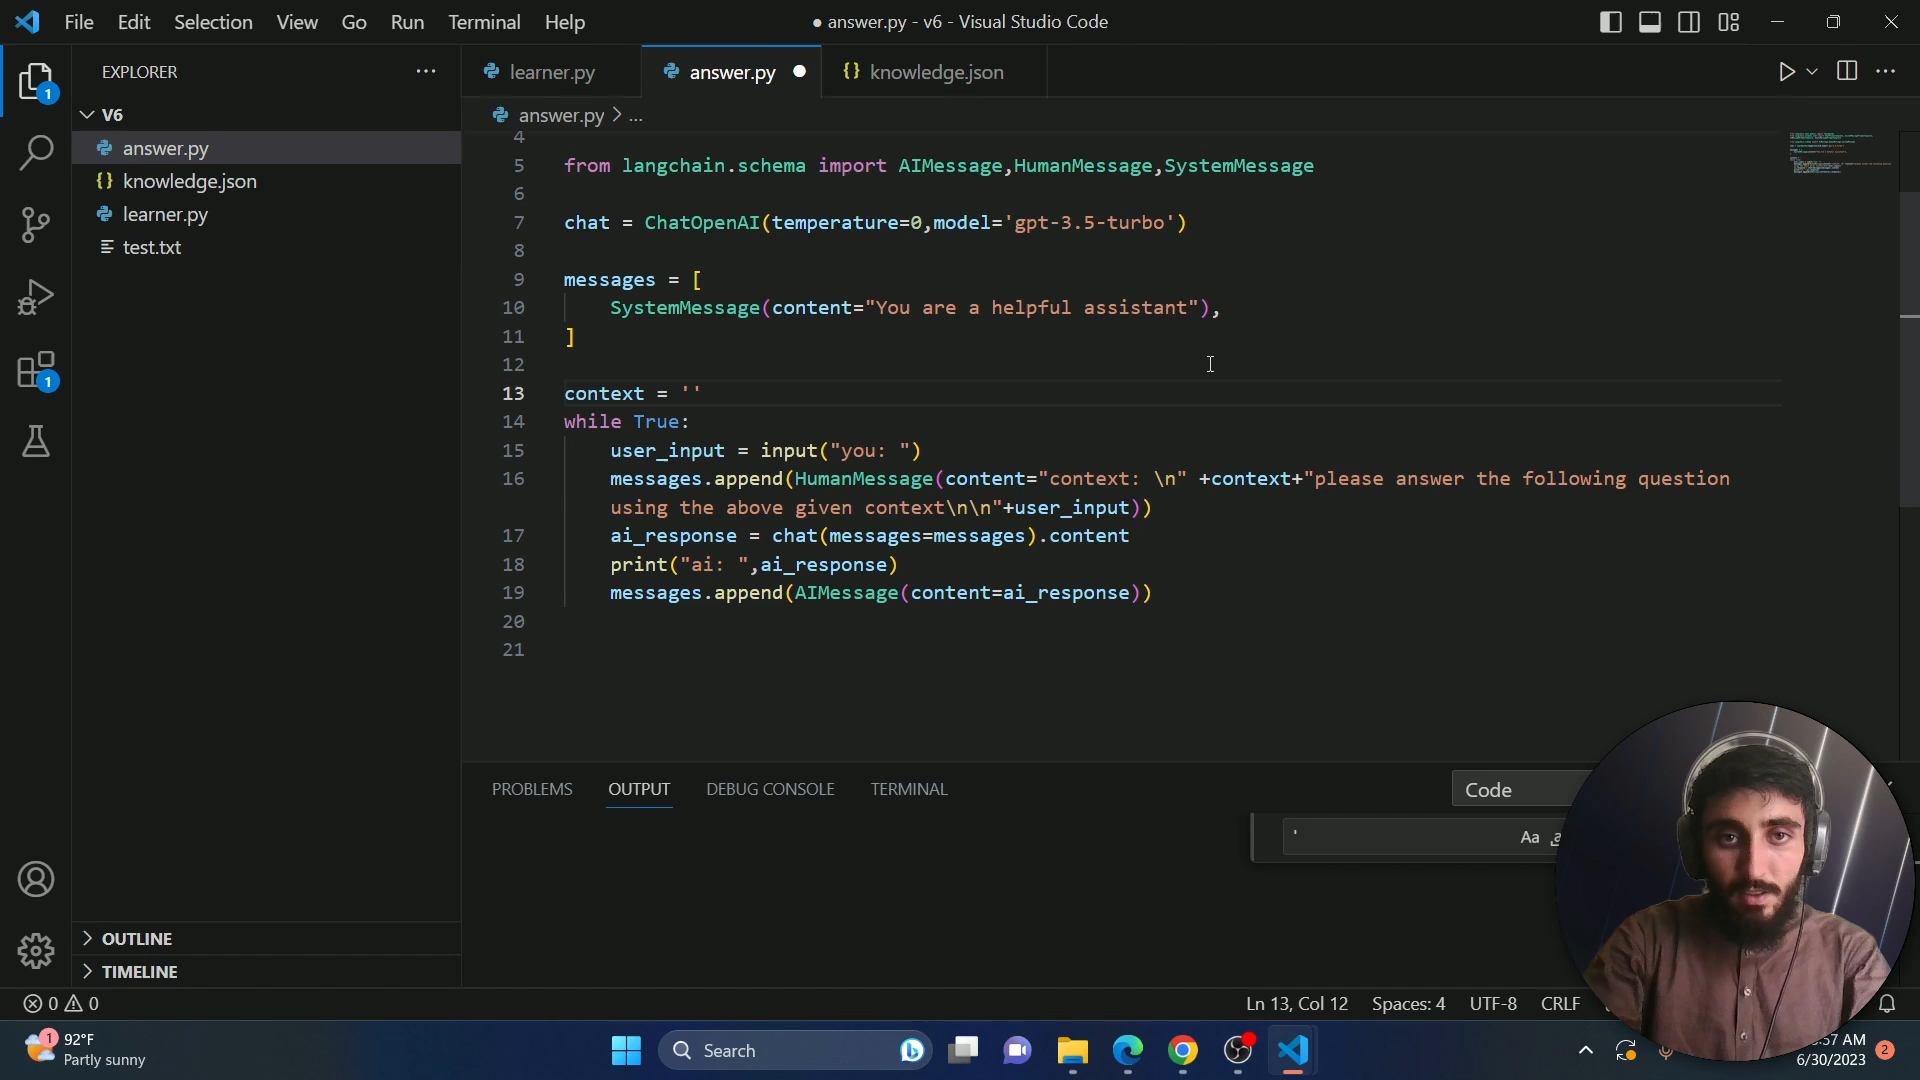 File Edit Selection View Go Run Terminal Help
● answer.py - v6 - Visual Studio Code
EXPLORER
learner.py
answer.py
{} knowledge.json
1
V6
answer.py > ...
answer.py
{} knowledge.json
learner.py
test.txt
1
4
5 from langchain.schema import AIMessage,HumanMessage,SystemMessage
6
7 chat = ChatOpenAI(temperature=0,model='gpt-3.5-turbo')
8
9 messages = [
10 SystemMessage(content="You are a helpful assistant"),
11 ]
12
13 context = ''
14 while True:
15 user_input = input("you: ")
16 messages.append(HumanMessage(content="context: \n" +context+"please answer the following question
using the above given context\n\n"+user_input))
17 ai_response = chat(messages=messages).content
18 print("ai: ",ai_response)
19 messages.append(AIMessage(content=ai_response))
20
21
PROBLEMS OUTPUT DEBUG CONSOLE TERMINAL
Code
' Aa
OUTLINE
TIMELINE
0 0
Ln 13, Col 12 Spaces: 4 UTF-8 CRLF
1
92°F
Partly sunny
Search
:57 AM
6/30/2023
2